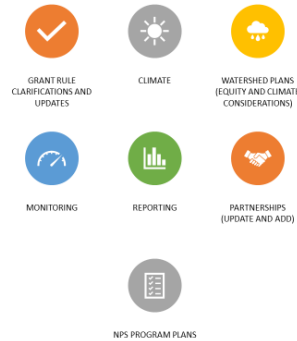 GRANT RULE
CLARIFICATIONS AND
UPDATES
CLIMATE
WATERSHED PLANS
(EQUITY AND CLIMATE
CONSIDERATIONS)
MONITORING
REPORTING
PARTNERSHIPS
(UPDATE AND ADD)
NPS PROGRAM PLANS